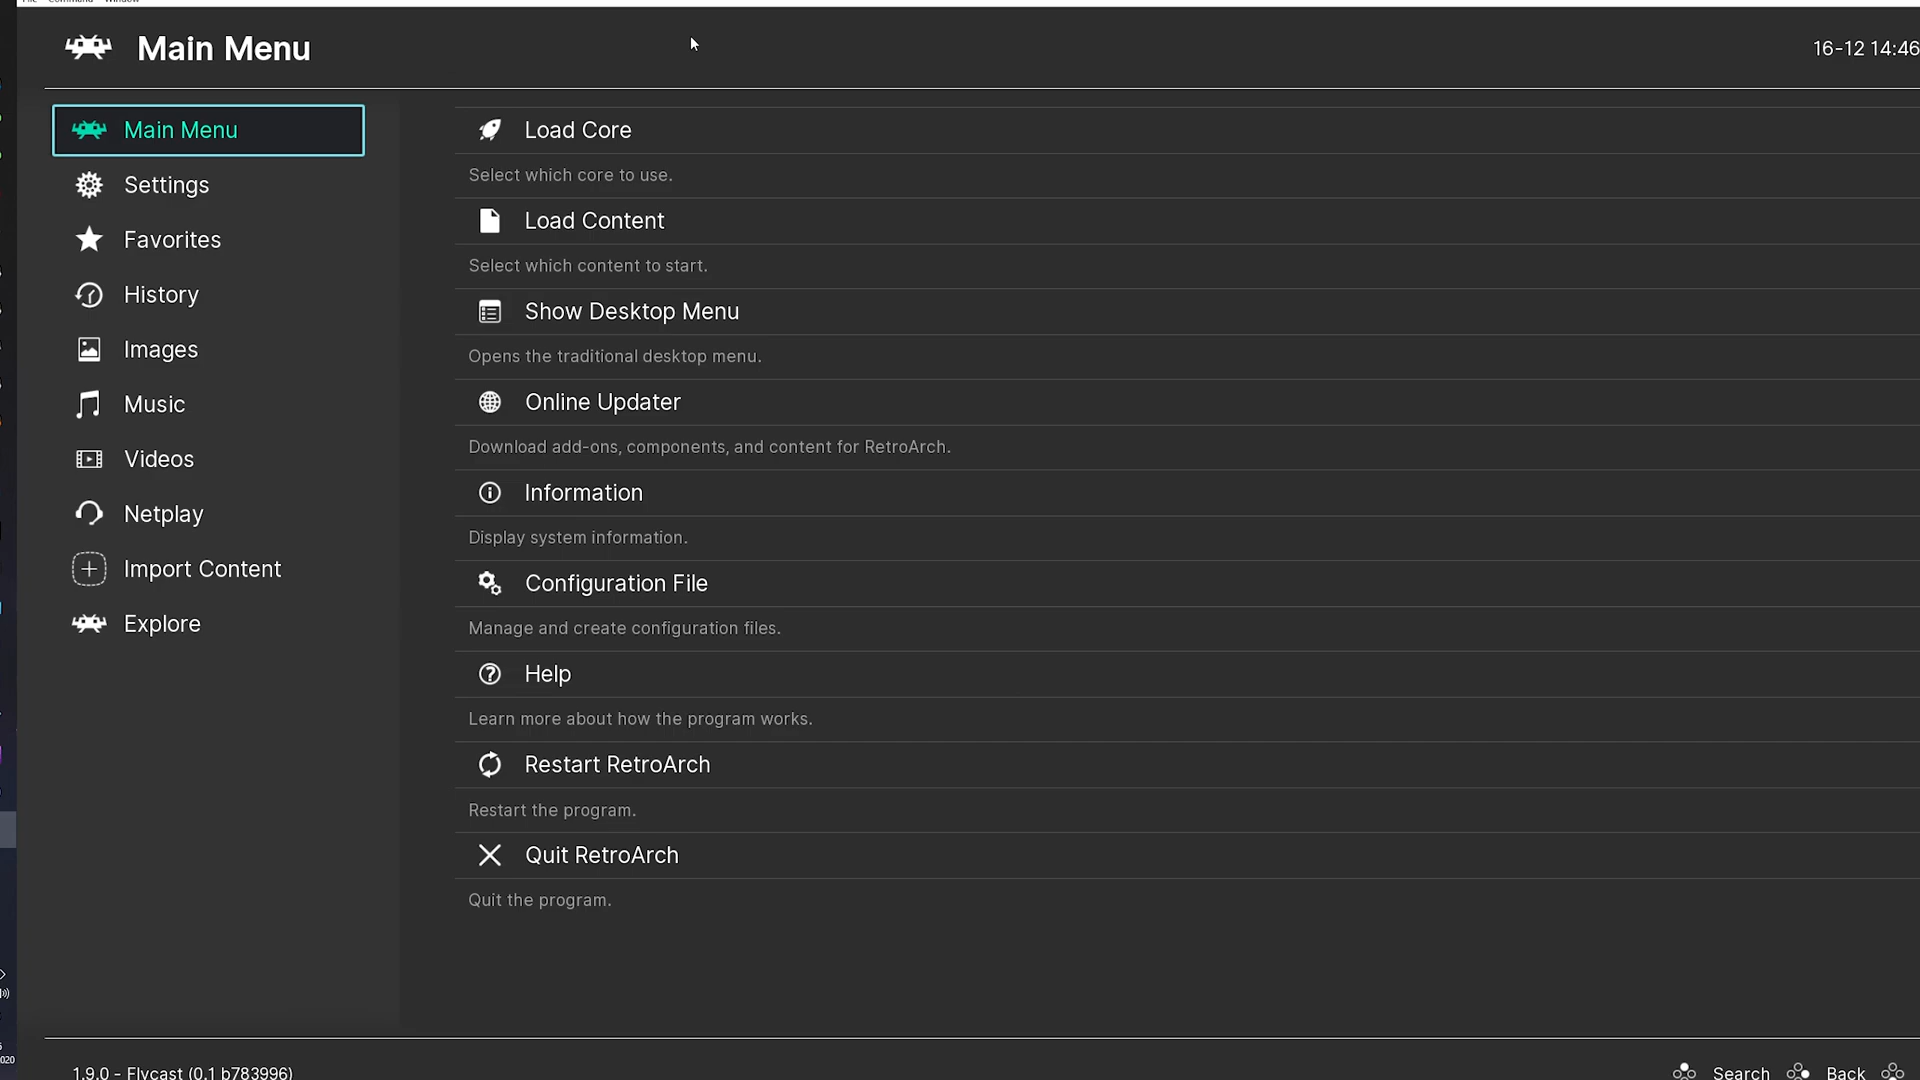 Main Menu
16-12 14:46
Main Menu
Settings
Favorites
History
Images
Music
Videos
Netplay
Import Content
Explore
Load Core
Select which core to use.
Load Content
Select which content to start.
Show Desktop Menu
Opens the traditional desktop menu.
Online Updater
Download add-ons, components, and content for RetroArch.
Information
Display system information.
Configuration File
Manage and create configuration files.
Help
Learn more about how the program works.
Restart RetroArch
Restart the program.
Quit RetroArch
Quit the program.
1.9.0 - Flycast (0.1 b783996)
Search
Back